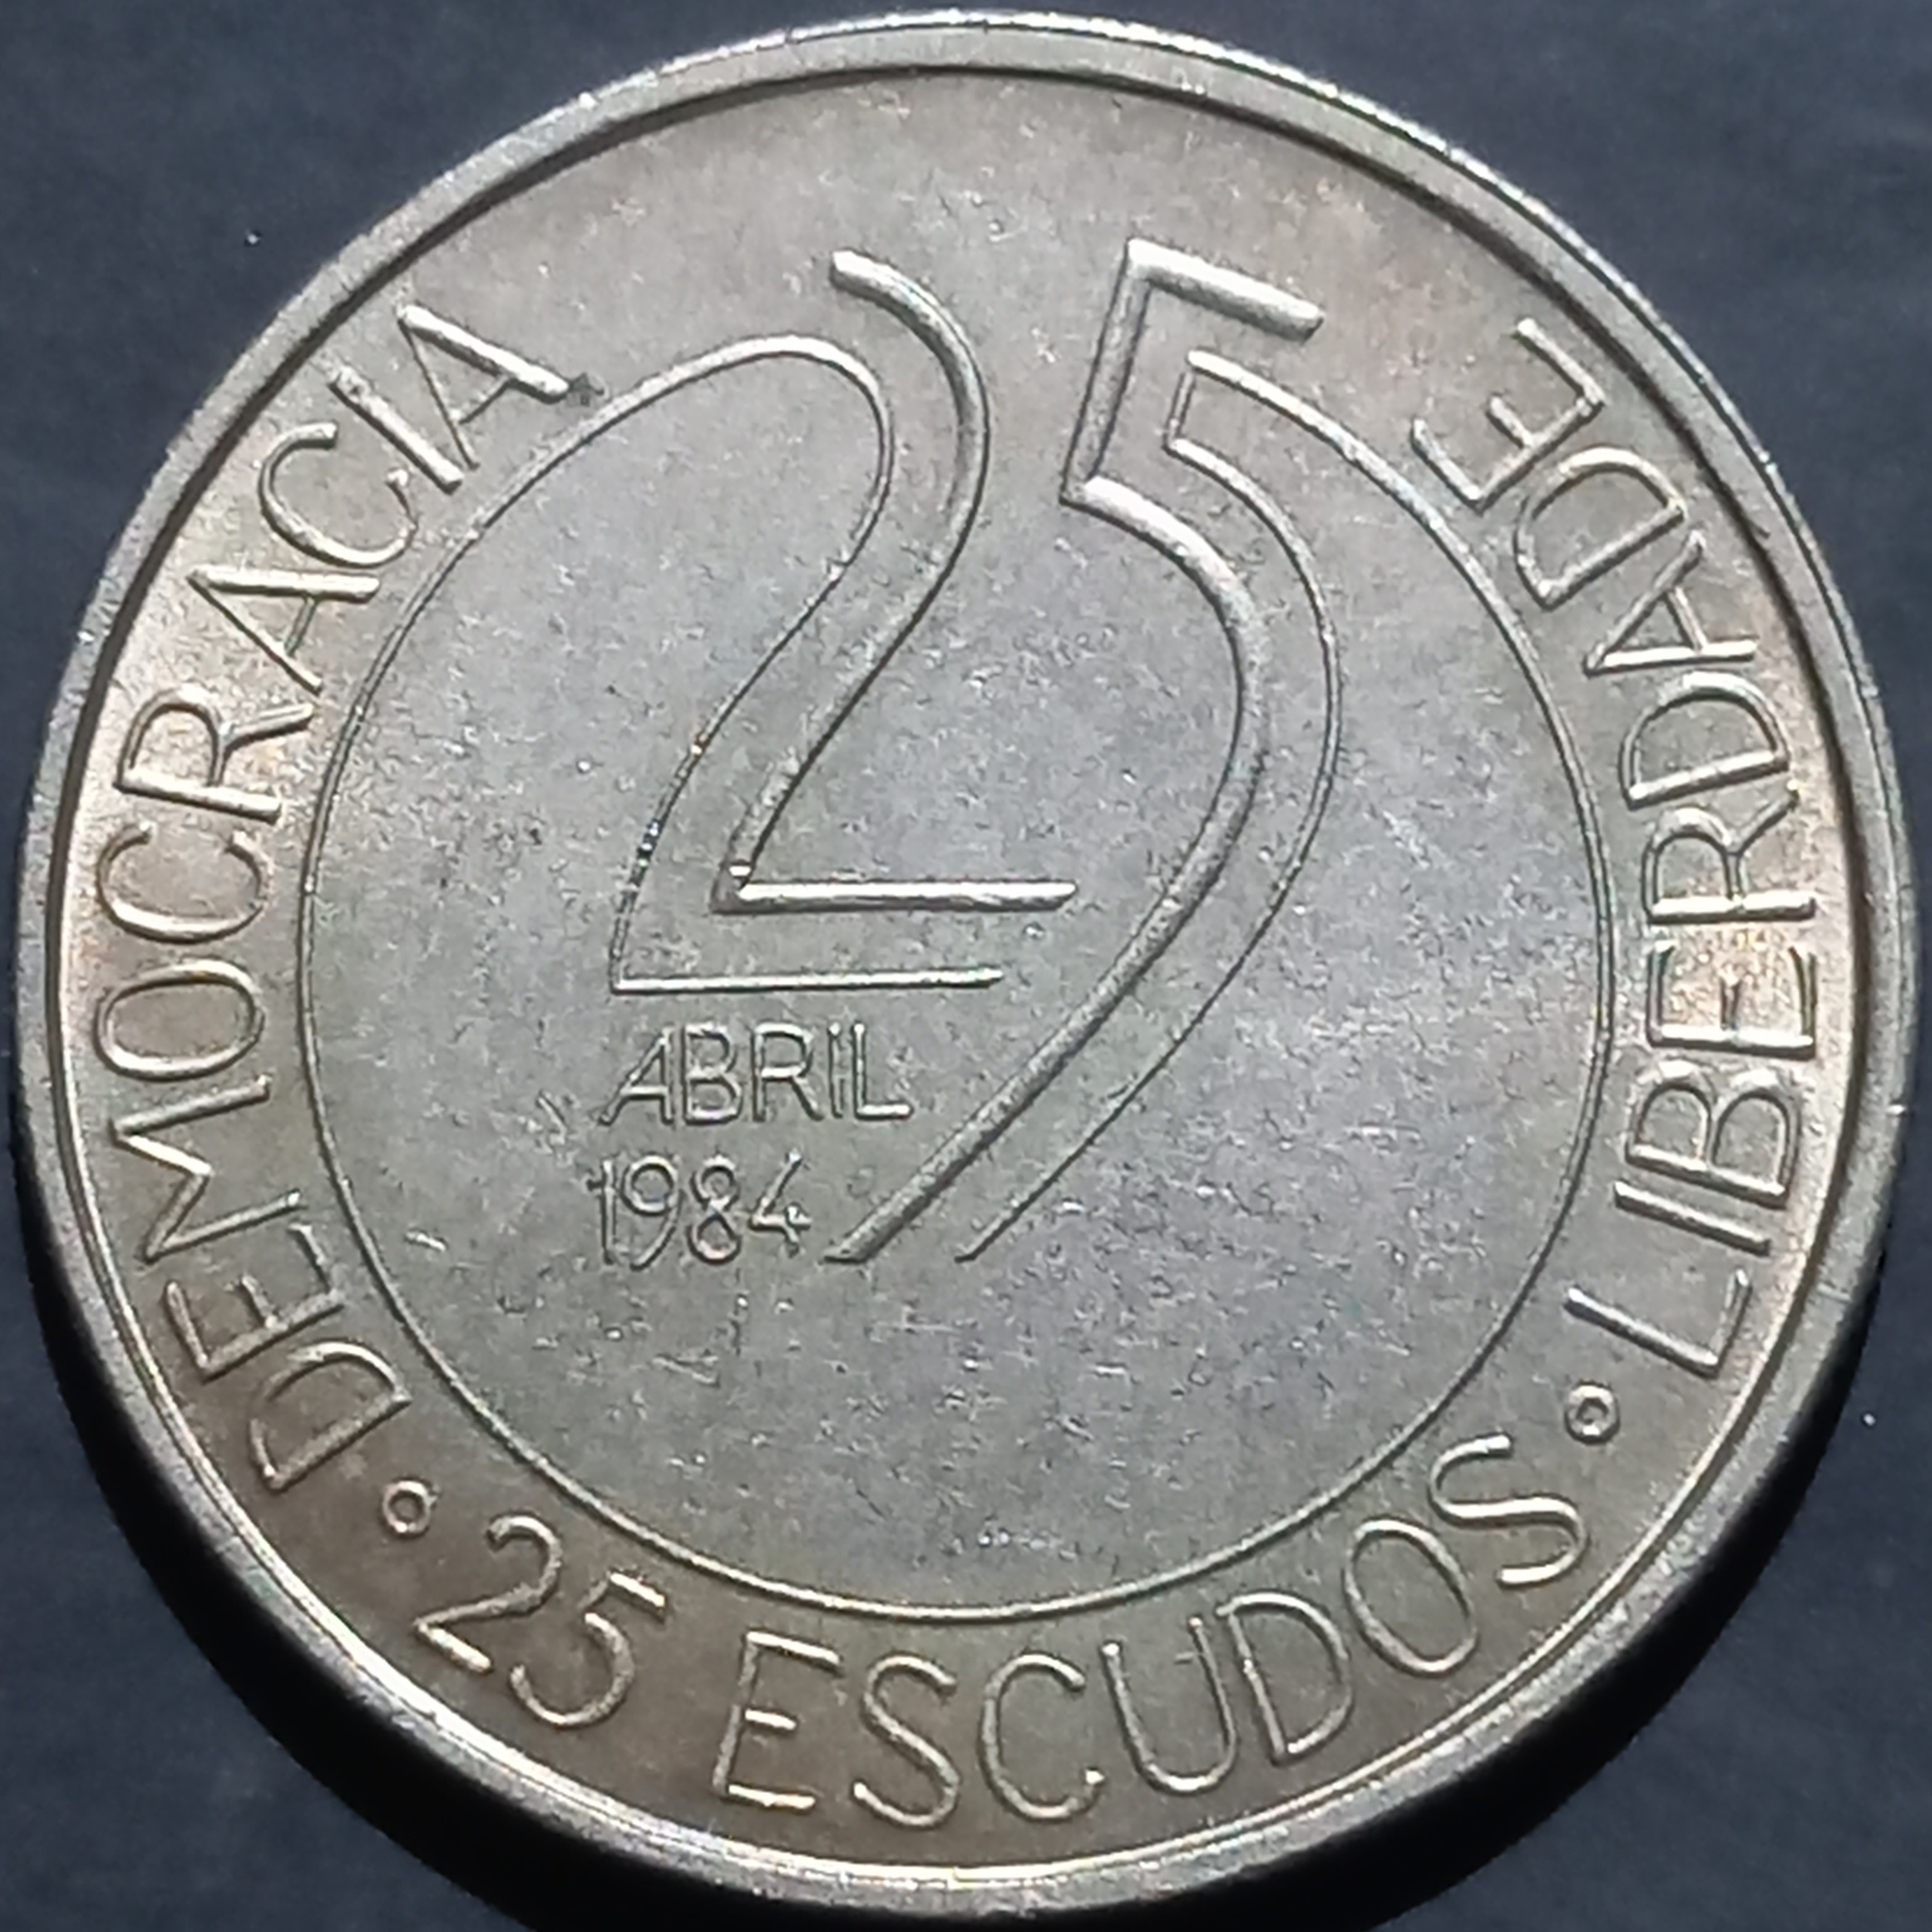 25
ABRIL
1984
DEMOCRACIA
LIBERDADE
25 ESCUDOS